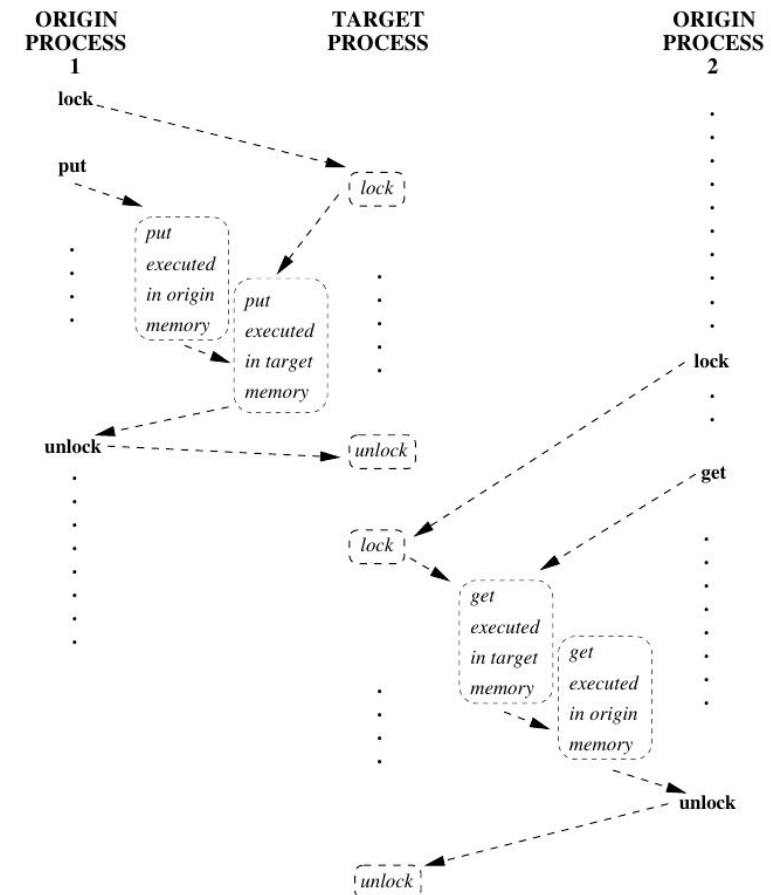 ORIGIN
PROCESS
1
TARGET
PROCESS
ORIGIN
PROCESS
2
lock
put
lock
put
executed
in origin
memory
put
executed
in target
memory
lock
unlock
unlock
get
lock
get
executed
in target
memory
get
executed
in origin
memory
unlock
unlock